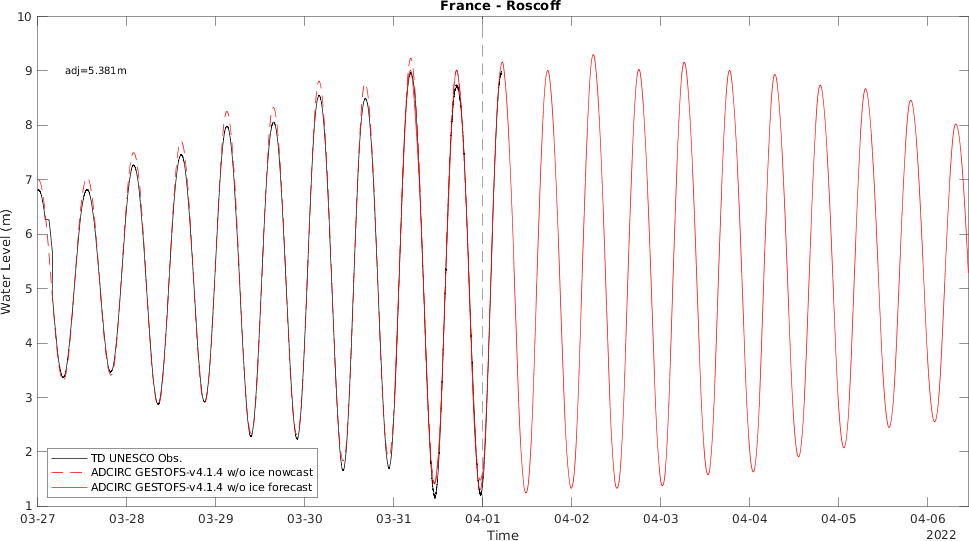 France - Roscoff
10
9
8
7
6
5
4
3
2
1
Water Level (m)
adj=5.381m
TD UNESCO Obs.
ADCIRC GESTOFS-v4.1.4 w/o ice nowcast
ADCIRC GESTOFS-v4.1.4 w/o ice forecast
03-27 03-28 03-29 03-30 03-31 04-01 04-02 04-03 04-04 04-05 04-06
Time
2022